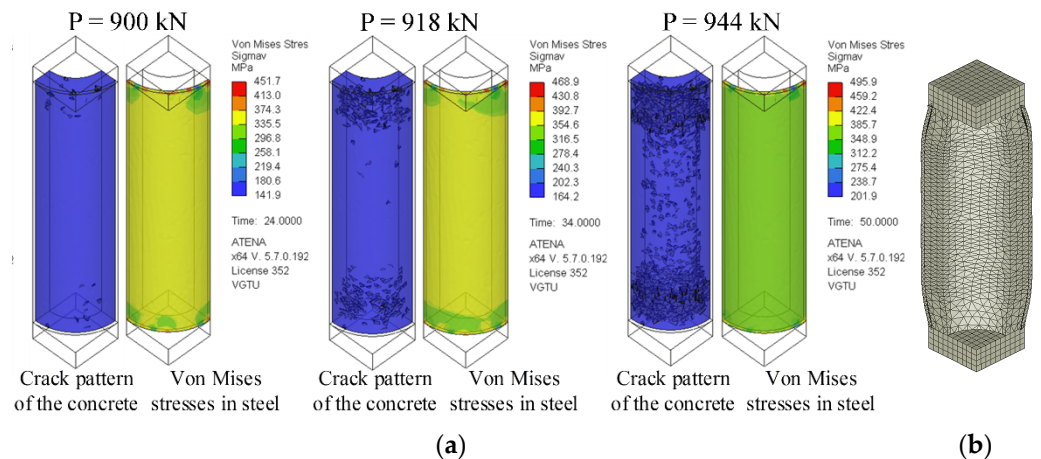 P = 900 kN
Von Mises Stres
Sigmav
MPa
451.7
413.0
374.3
335.5
296.8
258.1
219.4
180.6
141.9
Time: 24.0000
ATENA
x64 V. 5.7.0.192
License 352
VGTU
Crack pattern
of the concrete
Von Mises
stresses in steel
P = 918 kN
Von Mises Stres
Sigmav
MPa
468.9
430.8
392.7
354.6
316.5
278.4
240.3
202.3
164.2
Time: 34.0000
ATENA
x64 V. 5.7.0.192
License 352
VGTU
Crack pattern
of the concrete
Von Mises
stresses in steel
P = 944 kN
Von Mises Stres
Sigmav
MPa
495.9
459.2
422.4
385.7
348.9
312.2
275.4
238.7
201.9
Time: 50.0000
ATENA
x64 V. 5.7.0.192
License 352
VGTU
Crack pattern
of the concrete
Von Mises
stresses in steel
(a)
(b)